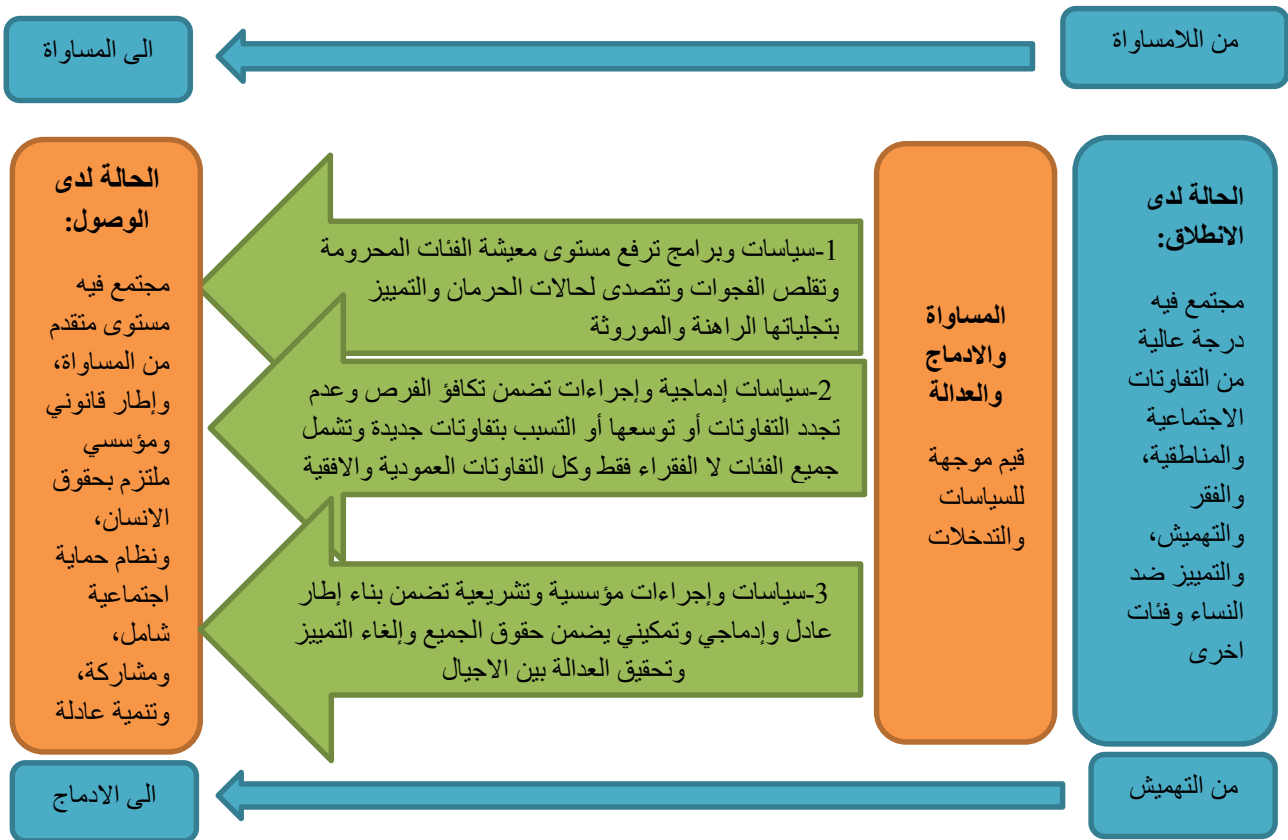 من اللامساواة
الى المساواة
الحالة لدى
الانطلاق:
مجتمع فيه
درجة عالية
من التفاوتات
الاجتماعية
والمناطقية،
والفقر
والتهميش،
والتمييز ضد
النساء وفئات
اخرى
المساواة
والادماج
والعدالة
قيم موجهة
للسياسات
والتدخلات
1-سياسات وبرامج ترفع مستوى معيشة الفئات المحرومة
وتقلص الفجوات وتتصدى لحالات الحرمان والتمييز
بتجلياتها الراهنة والموروثة
2-سياسات إدماجية وإجراءات تضمن تكافؤ الفرص وعدم
تجدد التفاوتات أو توسعها أو التسبب بتفاوتات جديدة وتشمل
جميع الفئات لا الفقراء فقط وكل التفاوتات العمودية والافقية
3-سياسات وإجراءات مؤسسية وتشريعية تضمن بناء إطار
عادل وإدماجي وتمكيني يضمن حقوق الجميع وإلغاء التمييز
وتحقيق العدالة بين الاجيال
الحالة لدى
الوصول:
مجتمع فيه
مستوى متقدم
من المساواة،
وإطار قانوني
ومؤسسي
ملتزم بحقوق
الانسان،
ونظام حماية
اجتماعية
شامل،
ومشاركة،
وتنمية عادلة
من التهميش
الى الادماج